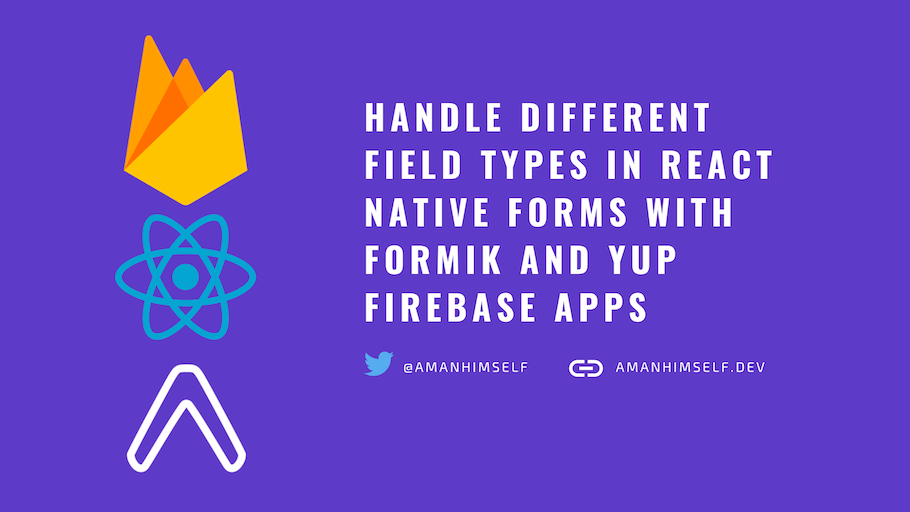 HANDLE DIFFERENT
FIELD TYPES IN REACT
NATIVE FORMS WITH
FORMIK AND YUP
FIREBASE APPS
@AMANHIMSELF AMANHIMSELF.DEV